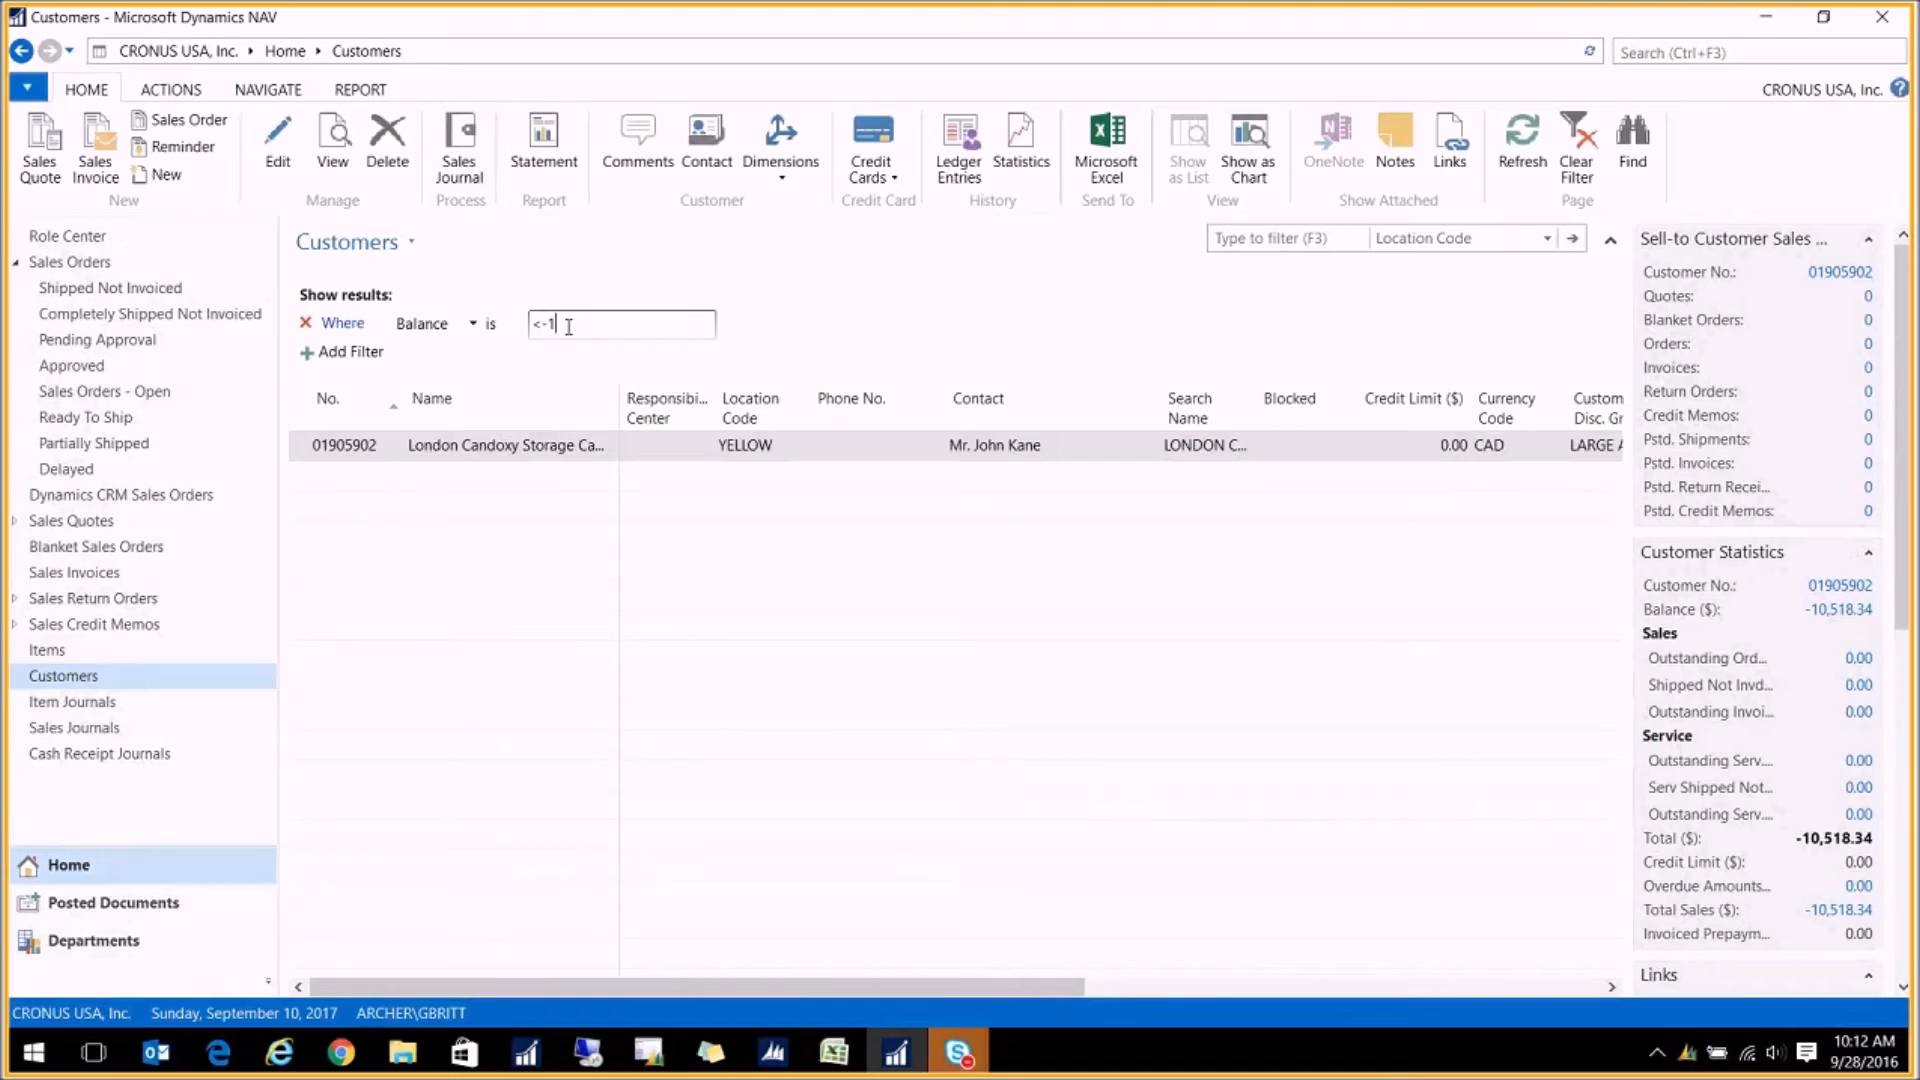 Customers - Microsoft Dynamics NAV
CRONUS USA, Inc. Home Customers
Search (Ctrl+F3)
HOME ACTIONS NAVIGATE REPORT
CRONUS USA, Inc.
Sales Quote
Sales Invoice
Sales Order
Reminder
New
New
Edit
View
Delete
Manage
Sales Journal
Process
Statement
Report
Comments
Contact
Dimensions
Customer
Credit Cards
Credit Card
Ledger Entries
Statistics
History
Microsoft Excel
Send To
Show as List
Show as Chart
View
OneNote
Notes
Links
Show Attached
Refresh
Clear Filter
Find
Page
Role Center
Sales Orders
Shipped Not Invoiced
Completely Shipped Not Invoiced
Pending Approval
Approved
Sales Orders - Open
Ready To Ship
Partially Shipped
Delayed
Dynamics CRM Sales Orders
Sales Quotes
Blanket Sales Orders
Sales Invoices
Sales Return Orders
Sales Credit Memos
Items
Customers
Item Journals
Sales Journals
Cash Receipt Journals
Home
Posted Documents
Departments
Customers
Type to filter (F3) Location Code
Show results:
Where Balance is <-1
Add Filter
No. Name Responsibi... Center Location Code Phone No. Contact Search Name Blocked Credit Limit ($) Currency Code Custom Disc. Gr
01905902 London Candoxy Storage Ca... YELLOW Mr. John Kane LONDON C... 0.00 CAD LARGE A
Sell-to Customer Sales ...
Customer No.: 01905902
Quotes: 0
Blanket Orders: 0
Orders: 0
Invoices: 0
Return Orders: 0
Credit Memos: 0
Pstd. Shipments: 0
Pstd. Invoices: 0
Pstd. Return Recei... 0
Pstd. Credit Memos: 0
Customer Statistics
Customer No.: 01905902
Balance ($): -10,518.34
Sales
Outstanding Ord... 0.00
Shipped Not Invd... 0.00
Outstanding Invoi... 0.00
Service
Outstanding Serv.... 0.00
Serv Shipped Not... 0.00
Outstanding Serv.... 0.00
Total ($): -10,518.34
Credit Limit ($): 0.00
Overdue Amounts... 0.00
Total Sales ($): -10,518.34
Invoiced Prepaym... 0.00
Links
CRONUS USA, Inc. Sunday, September 10, 2017 ARCHER\GBRITT
10:12 AM
9/28/2016